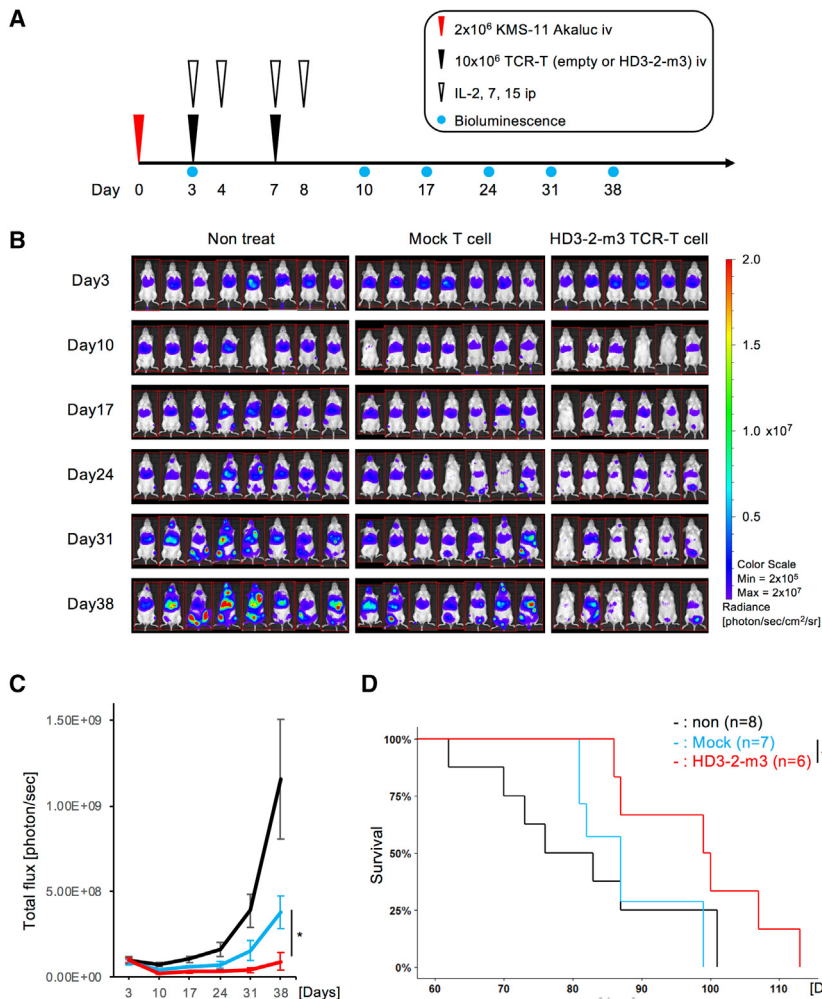 A
2x10⁶ KMS-11 Akaluc iv
10x10⁶ TCR-T (empty or HD3-2-m3) iv
IL-2, 7, 15 ip
Bioluminescence
Day 0 3 4 7 8 10 17 24 31 38
B
Non treat Mock T cell HD3-2-m3 TCR-T cell
Day3
Day10
Day17
Day24
Day31
Day38
2.0
1.5
1.0 x10⁷
0.5
Color Scale
Min = 2x10⁵
Max = 2x10⁷
Radiance
[photon/sec/cm²/sr]
C
Total flux [photon/sec]
1.50E+09
1.00E+09
5.00E+08
0.00E+00
3 10 17 24 31 38 [Days]
*
D
- : non (n=8)
- : Mock (n=7)
- : HD3-2-m3 (n=6)
Survival
100%
75%
50%
25%
0%
60 70 80 90 100 110